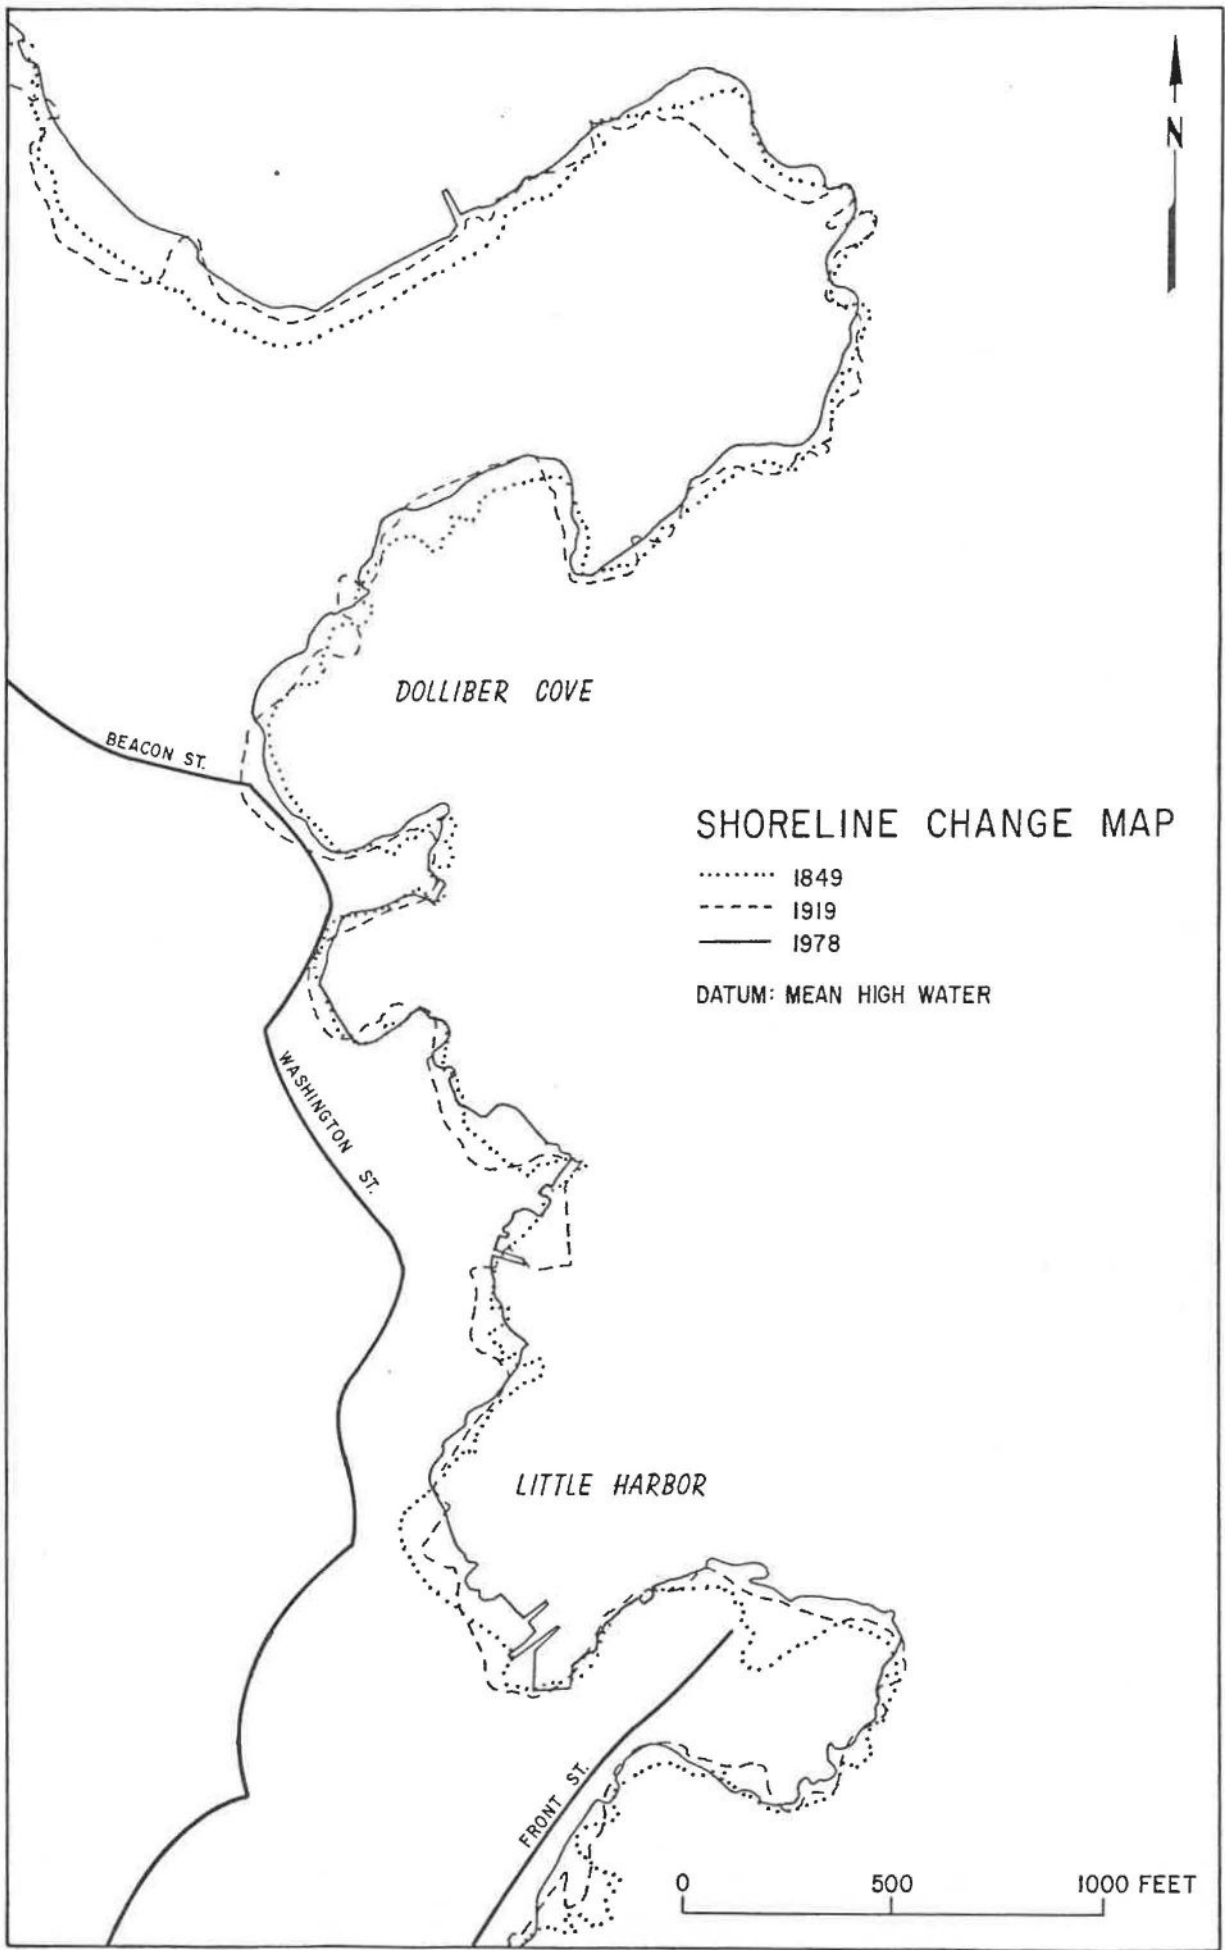 N
DOLLIBER COVE
BEACON ST.
SHORELINE CHANGE MAP
1849
1919
1978
DATUM: MEAN HIGH WATER
WASHINGTON ST.
LITTLE HARBOR
FRONT ST.
0 500 1000 FEET